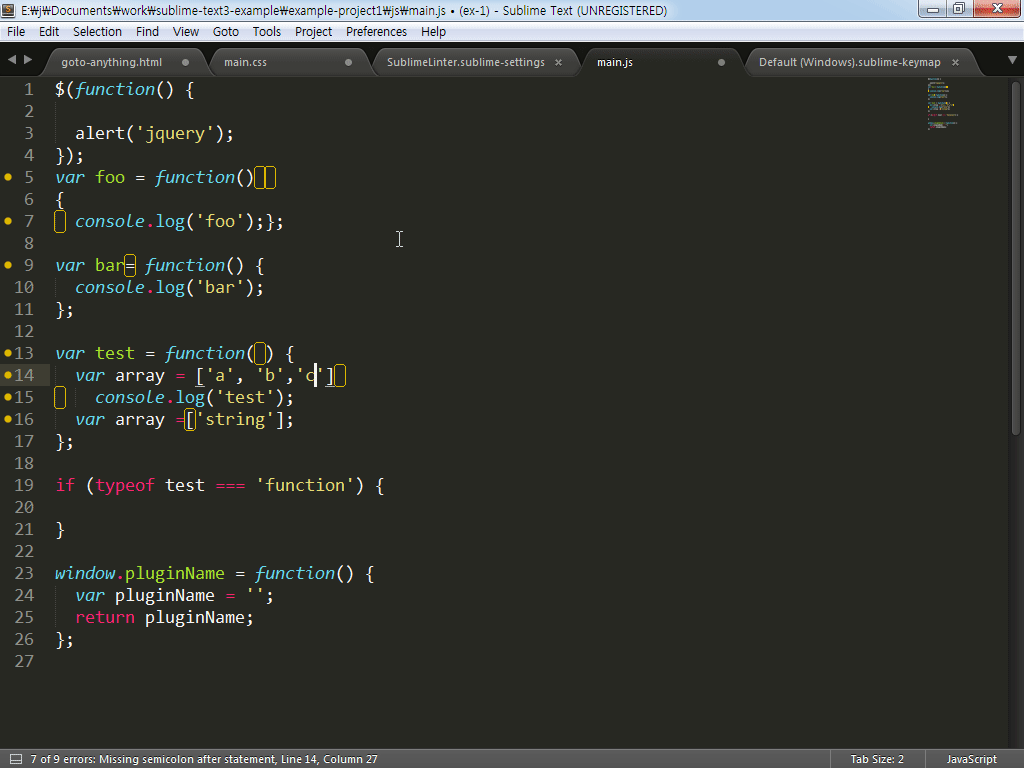 E:₩j₩Documents₩work₩sublime-text3-example₩example-project1₩js₩main.js • (ex-1) - Sublime Text (UNREGISTERED)
File Edit Selection Find View Goto Tools Project Preferences Help
goto-anything.html main.css SublimeLinter.sublime-settings main.js Default (Windows).sublime-keymap
1 $(function() {
2
3   alert('jquery');
4 });
5 var foo = function()
6 {
7   console.log('foo');};
8
9 var bar= function() {
10   console.log('bar');
11 };
12
13 var test = function( ) {
14   var array = ['a', 'b','c']
15     console.log('test');
16   var array =['string'];
17 };
18
19 if (typeof test === 'function') {
20
21 }
22
23 window.pluginName = function() {
24   var pluginName = '';
25   return pluginName;
26 };
27
7 of 9 errors: Missing semicolon after statement, Line 14, Column 27 Tab Size: 2 JavaScript